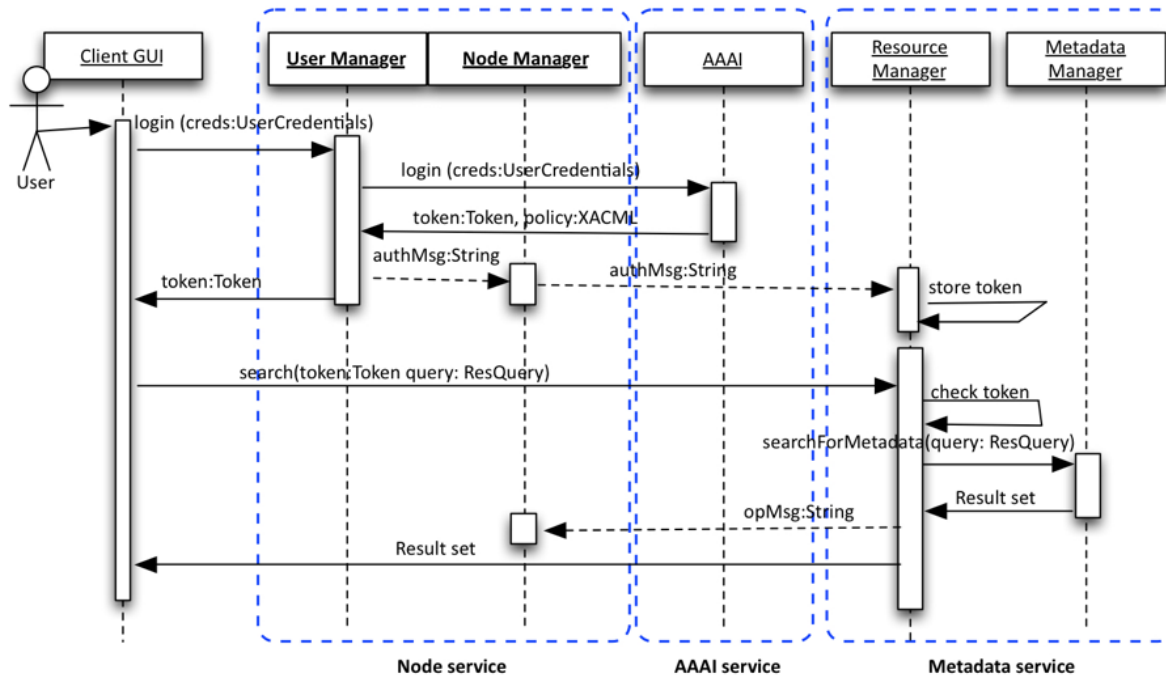 Client GUI
User Manager
Node Manager
AAAI
Resource
Manager
Metadata
Manager
User
login (creds:UserCredentials)
login (creds:UserCredentials)
token:Token, policy:XACML
authMsg:String
authMsg:String
token:Token
store token
search(token:Token query: ResQuery)
check token
searchForMetadata(query: ResQuery)
Result set
opMsg:String
Result set
Node service
AAAI service
Metadata service